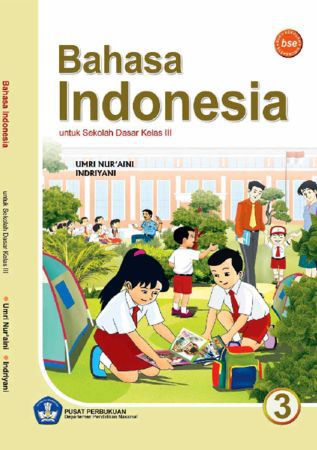 bse
Bahasa
Indonesia
untuk Sekolah Dasar Kelas III
UMRI NUR'AINI
INDRIYANI
3
PUSAT PERBUKUAN
Departemen Pendidikan Nasional
Bahasa Indonesia
untuk Sekolah Dasar Kelas III
Umri Nur'aini
Indriyani